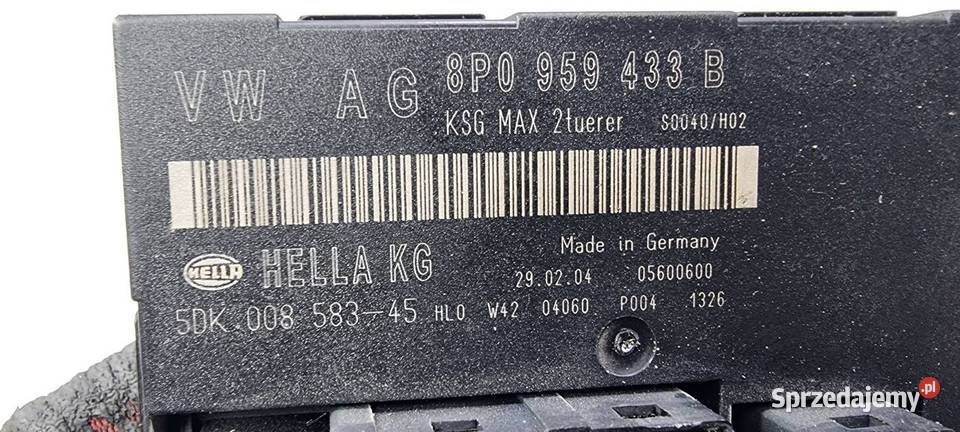 VW AG 8P0 959 433 B
KSG MAX 2tuerer S0040/H02
Made in Germany
HELLA HELLA KG
29.02.04 05600600
5DK.008 583-45 HLO W42 04060 P004 1326
Sprzedajemy.pl